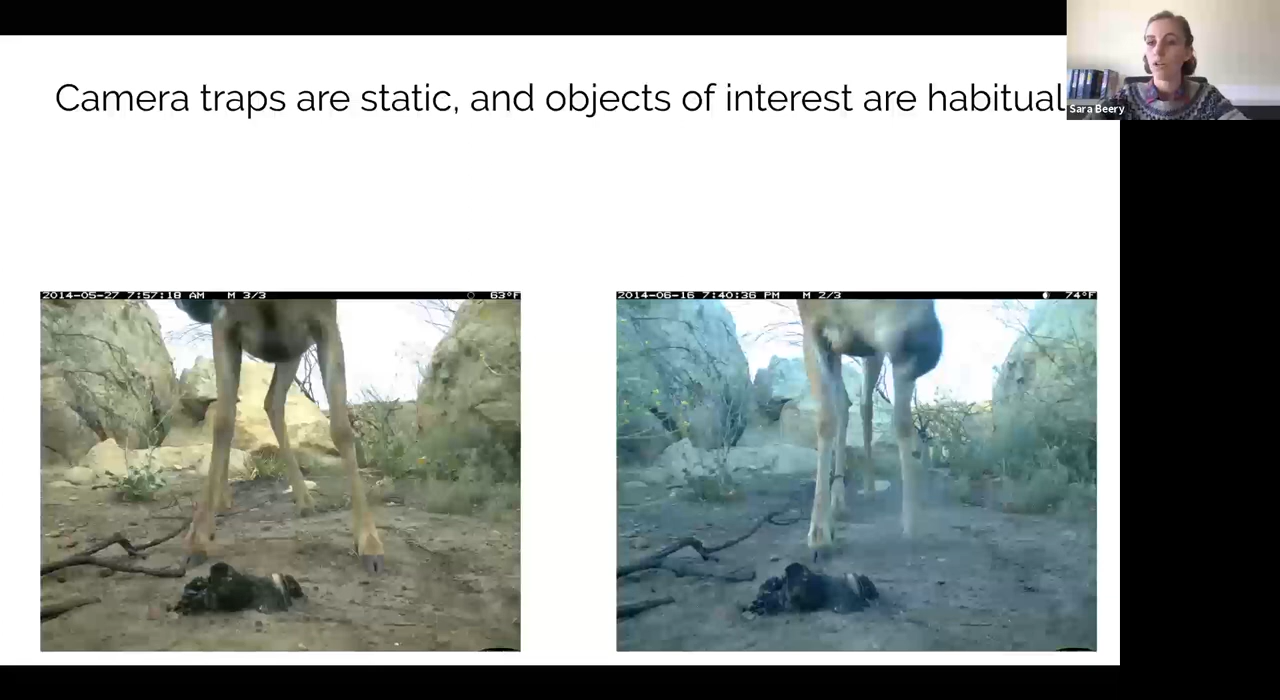 Camera traps are static, and objects of interest are habitual
Sara Beery
2014-05-27 7:57:18 AM M 3/3 63°F
2014-06-16 7:40:36 PM M 2/3 74°F